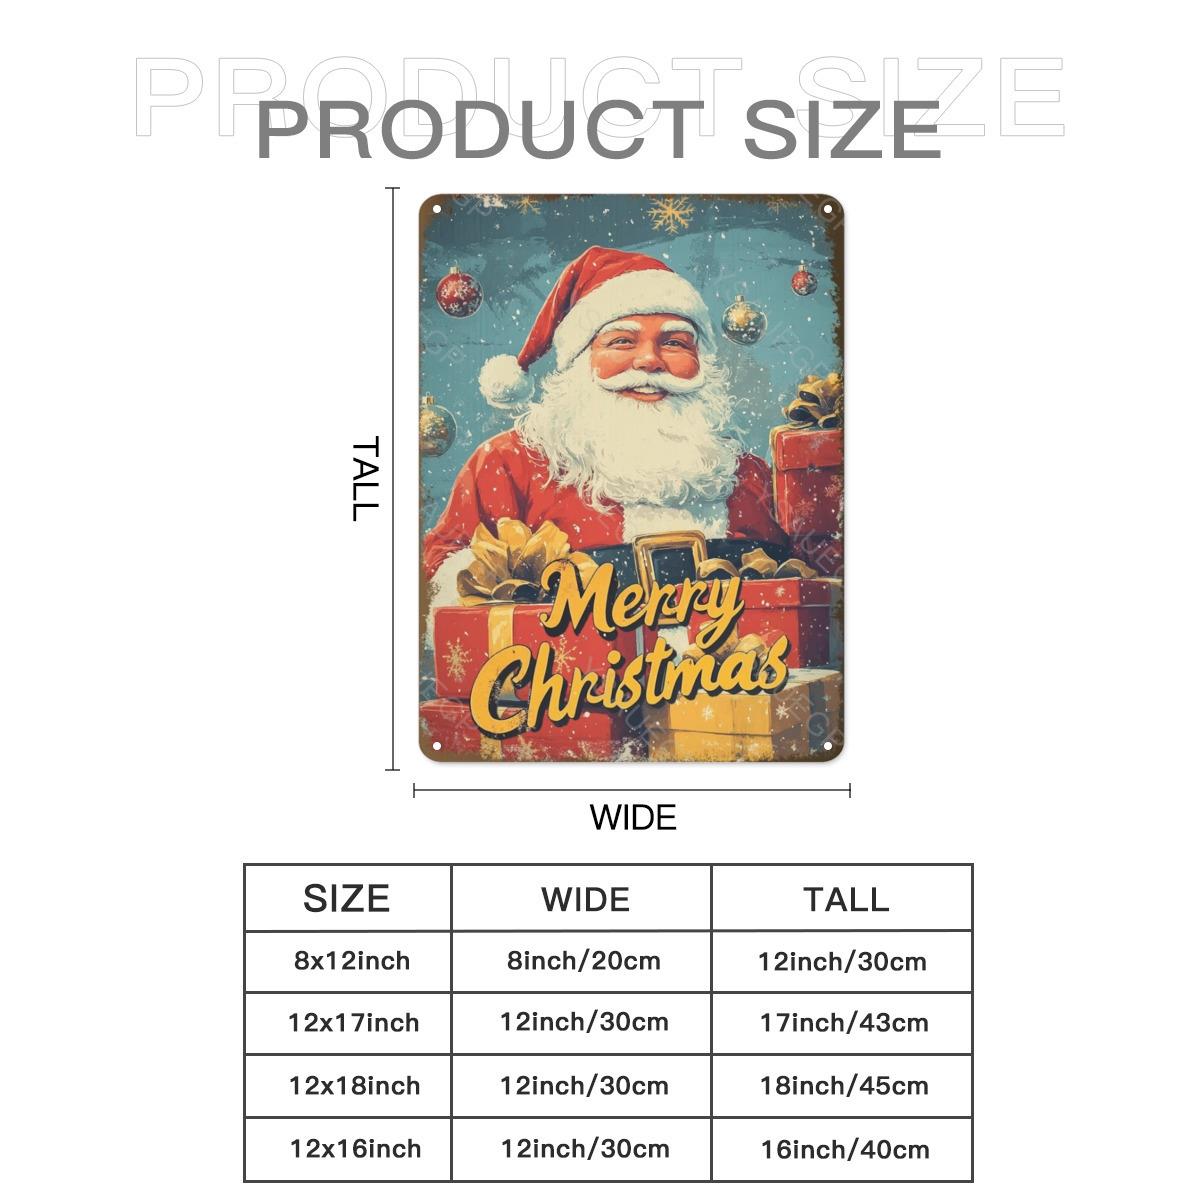 PRODUCT SIZE
PRODUCT SIZE
TALL
Merry
Christmas
WIDE
SIZE WIDE TALL
8x12inch 8inch/20cm 12inch/30cm
12x17inch 12inch/30cm 17inch/43cm
12x18inch 12inch/30cm 18inch/45cm
12x16inch 12inch/30cm 16inch/40cm